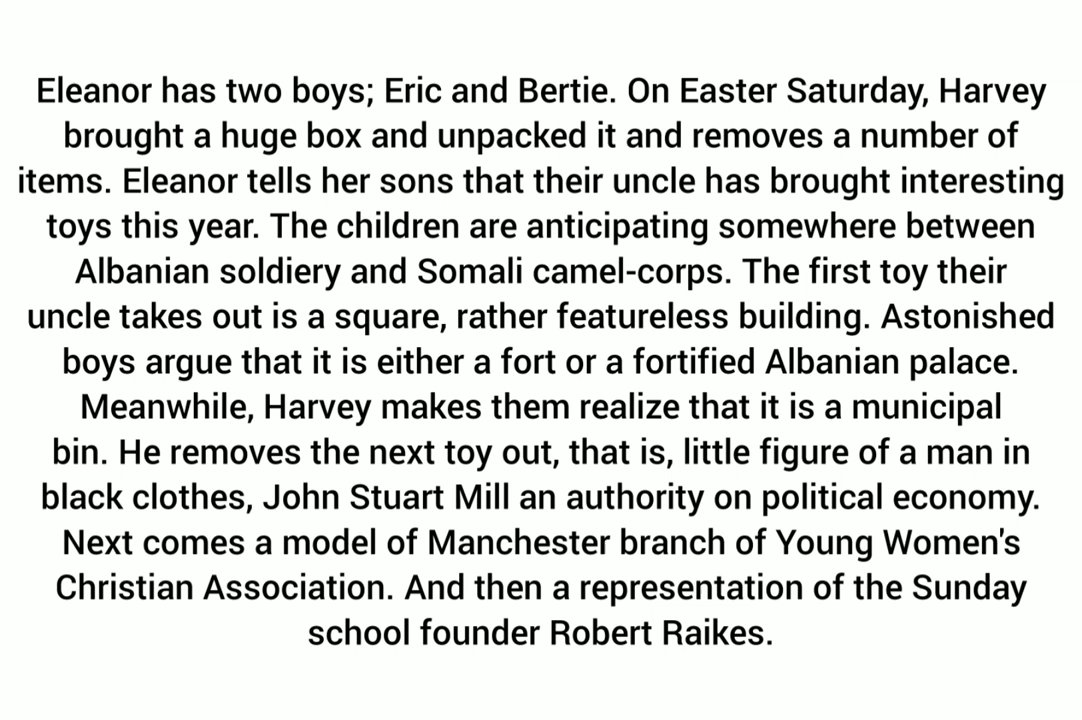 Eleanor has two boys; Eric and Bertie. On Easter Saturday, Harvey
brought a huge box and unpacked it and removes a number of
items. Eleanor tells her sons that their uncle has brought interesting
toys this year. The children are anticipating somewhere between
Albanian soldiery and Somali camel-corps. The first toy their
uncle takes out is a square, rather featureless building. Astonished
boys argue that it is either a fort or a fortified Albanian palace.
Meanwhile, Harvey makes them realize that it is a municipal
bin. He removes the next toy out, that is, little figure of a man in
black clothes, John Stuart Mill an authority on political economy.
Next comes a model of Manchester branch of Young Women's
Christian Association. And then a representation of the Sunday
school founder Robert Raikes.